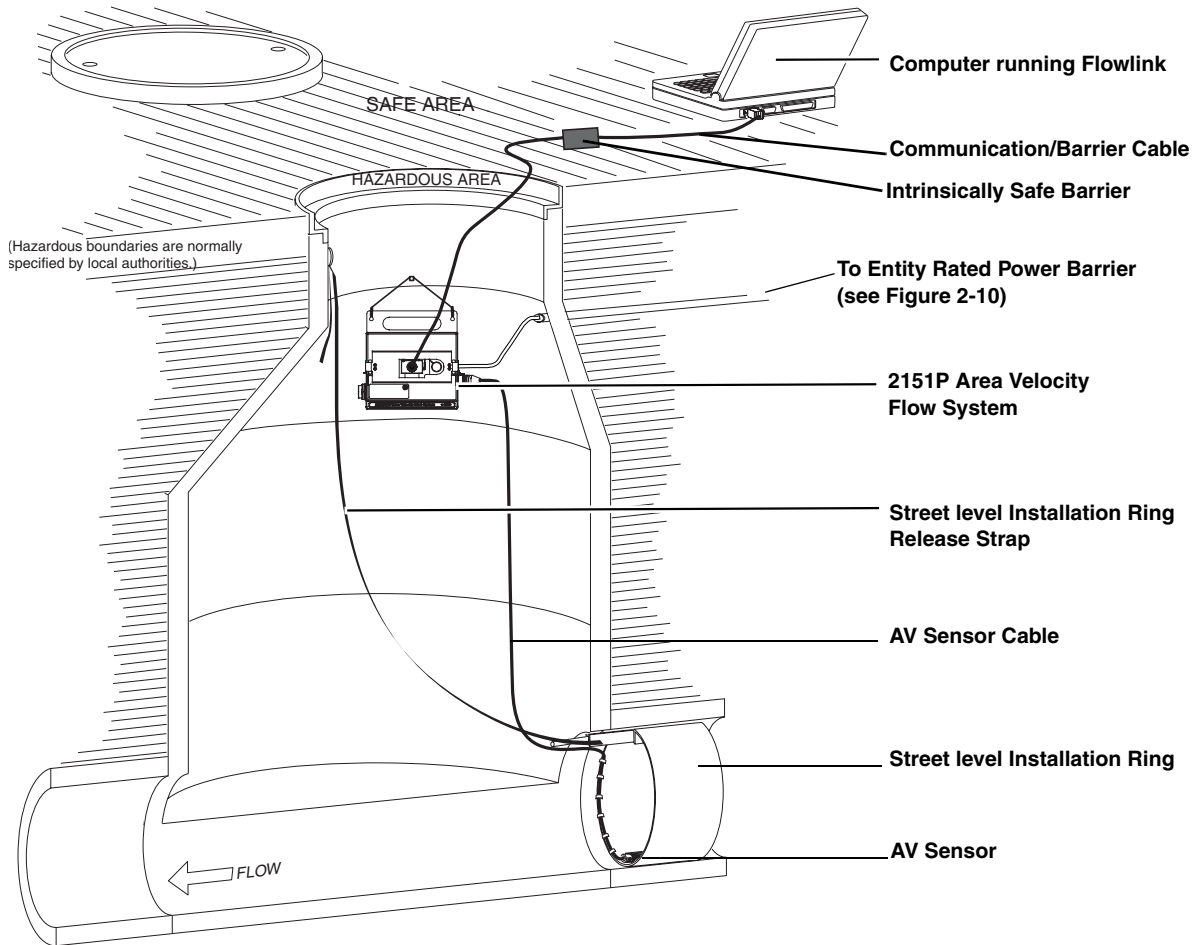 Computer running Flowlink
SAFE AREA
Communication/Barrier Cable
HAZARDOUS AREA
Intrinsically Safe Barrier
(Hazardous boundaries are normally
specified by local authorities.)
To Entity Rated Power Barrier
(see Figure 2-10)
2151P Area Velocity
Flow System
Street level Installation Ring
Release Strap
AV Sensor Cable
Street level Installation Ring
AV Sensor
FLOW